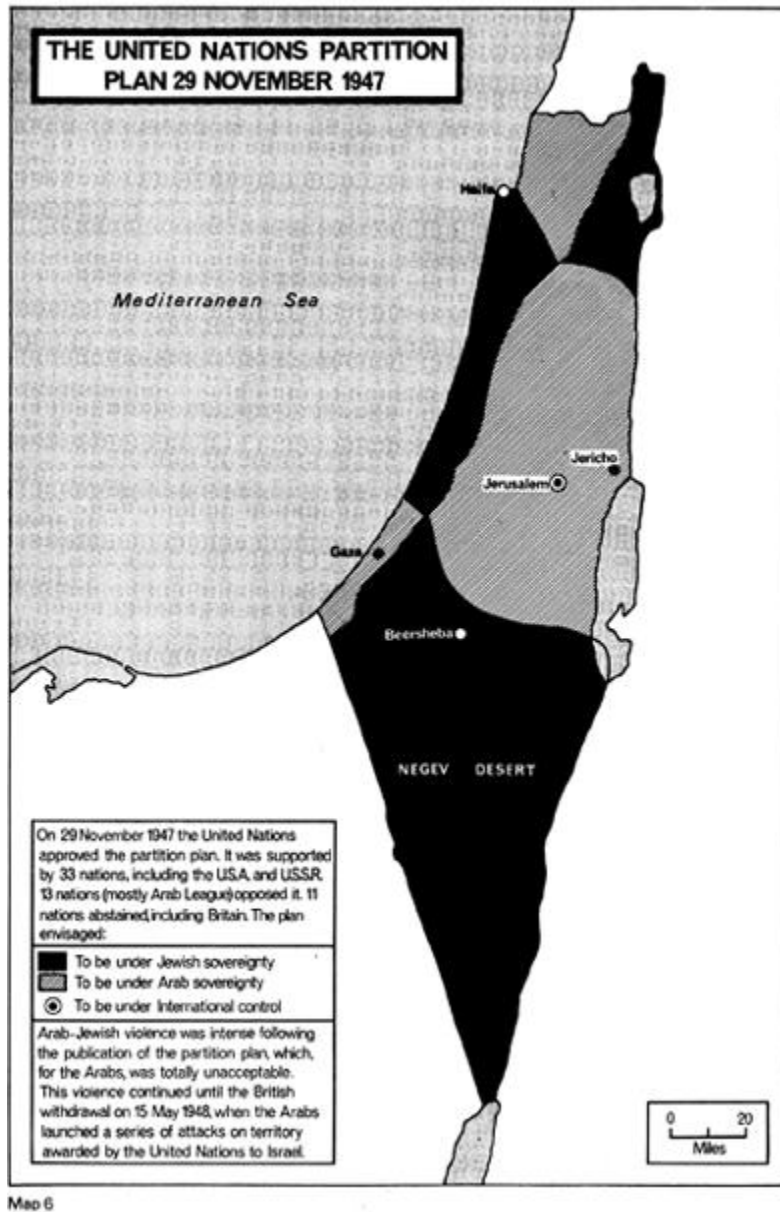 THE UNITED NATIONS PARTITION
PLAN 29 NOVEMBER 1947
Haifa
Mediterranean Sea
Jericho
Jerusalem
Gaza
Beersheba
NEGEV DESERT
On 29 November 1947 the United Nations
approved the partition plan. It was supported
by 33 nations, including the U.S.A. and U.S.S.R.
13 nations (mostly Arab League) opposed it. 11
nations abstained, including Britain. The plan
envisaged:
To be under Jewish sovereignty
To be under Arab sovereignty
To be under International control
Arab-Jewish violence was intense following
the publication of the partition plan, which,
for the Arabs, was totally unacceptable.
This violence continued until the British
withdrawal on 15 May 1948, when the Arabs
launched a series of attacks on territory
awarded by the United Nations to Israel.
0 20
Miles
Map 6